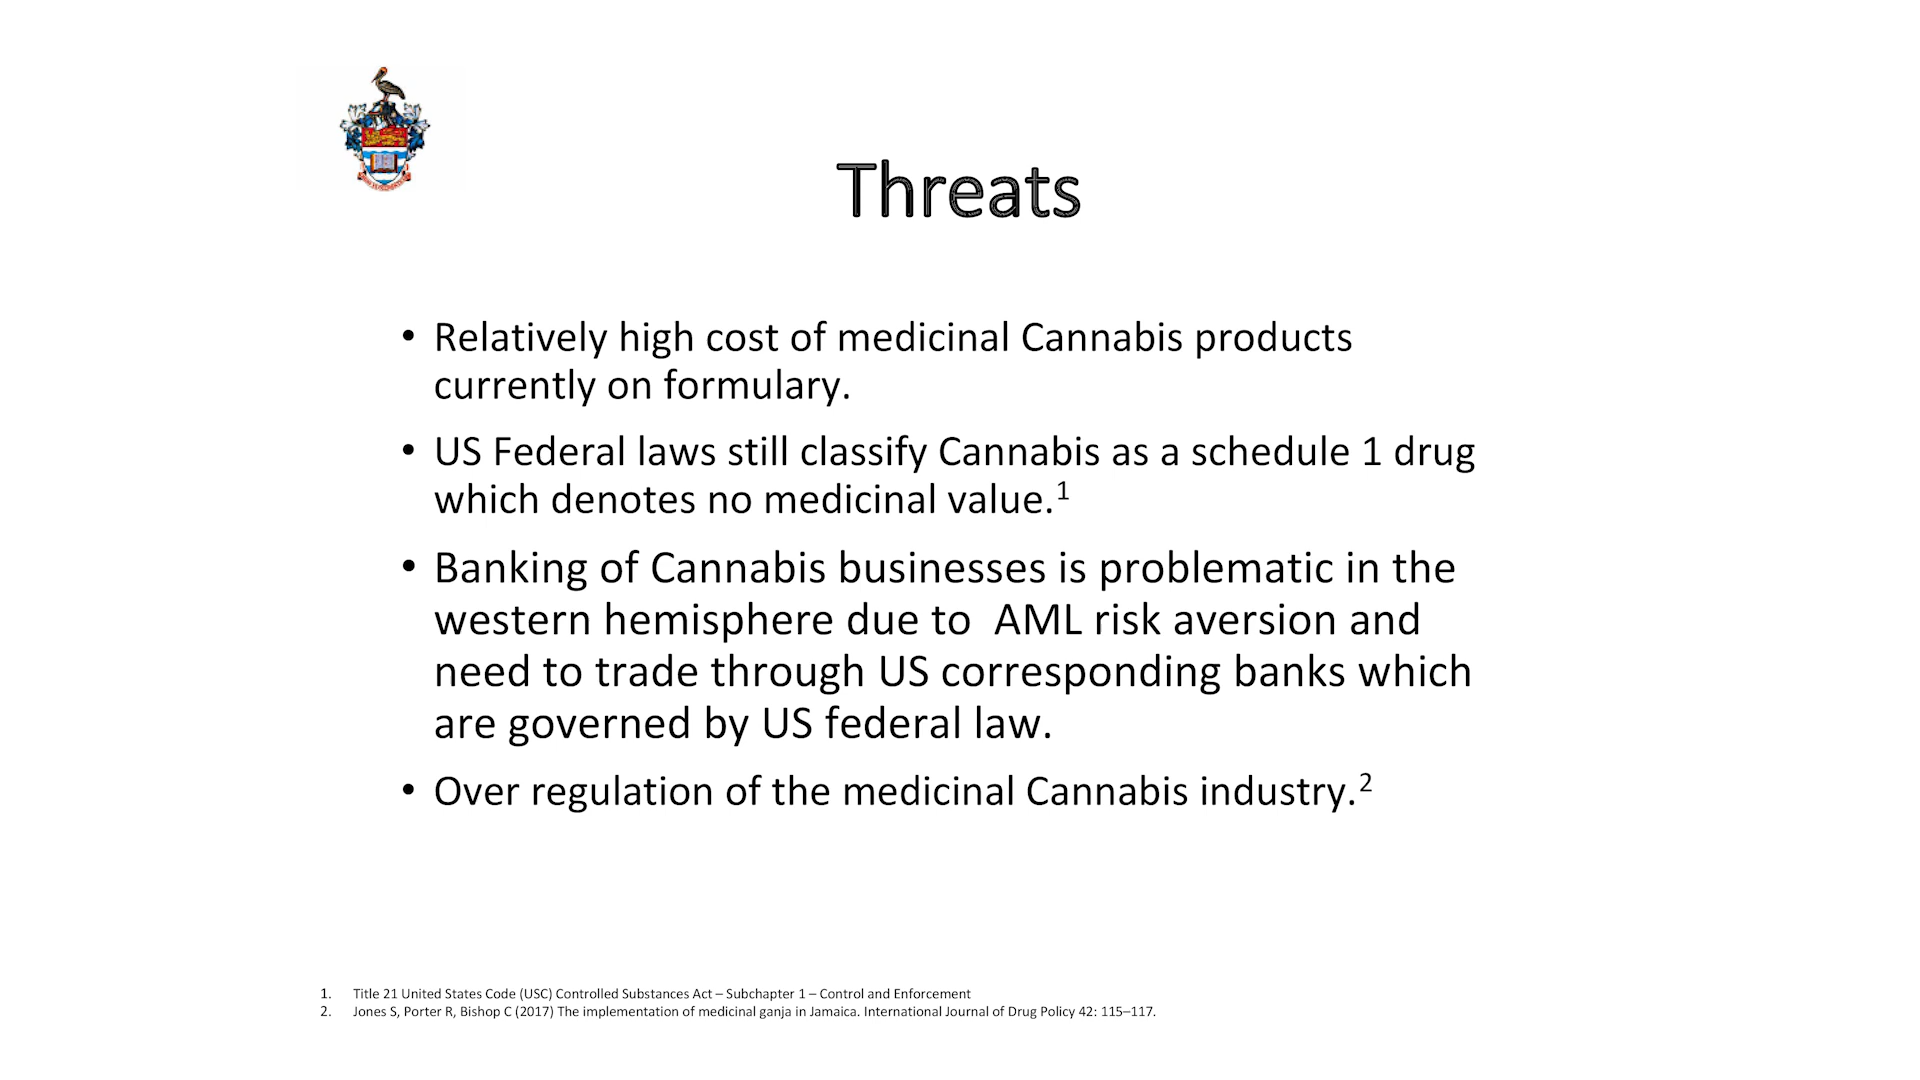 Threats
• Relatively high cost of medicinal Cannabis products
currently on formulary.
• US Federal laws still classify Cannabis as a schedule 1 drug
which denotes no medicinal value.1
• Banking of Cannabis businesses is problematic in the
western hemisphere due to  AML risk aversion and
need to trade through US corresponding banks which
are governed by US federal law.
• Over regulation of the medicinal Cannabis industry.2
1. Title 21 United States Code (USC) Controlled Substances Act – Subchapter 1 – Control and Enforcement
2. Jones S, Porter R, Bishop C (2017) The implementation of medicinal ganja in Jamaica. International Journal of Drug Policy 42: 115–117.